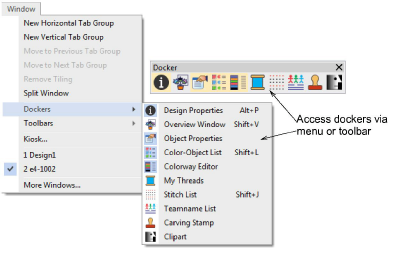 Window
New Horizontal Tab Group
New Vertical Tab Group
Move to Previous Tab Group
Move to Next Tab Group
Remove Tiling
Split Window
Dockers
Toolbars
Kiosk...
1 Design1
2 e4-1002
More Windows...
Docker
Design Properties Alt+P
Overview Window Shift+V
Object Properties
Color-Object List Shift+L
Colorway Editor
My Threads
Stitch List Shift+J
Teamname List
Carving Stamp
Clipart
Access dockers via
menu or toolbar